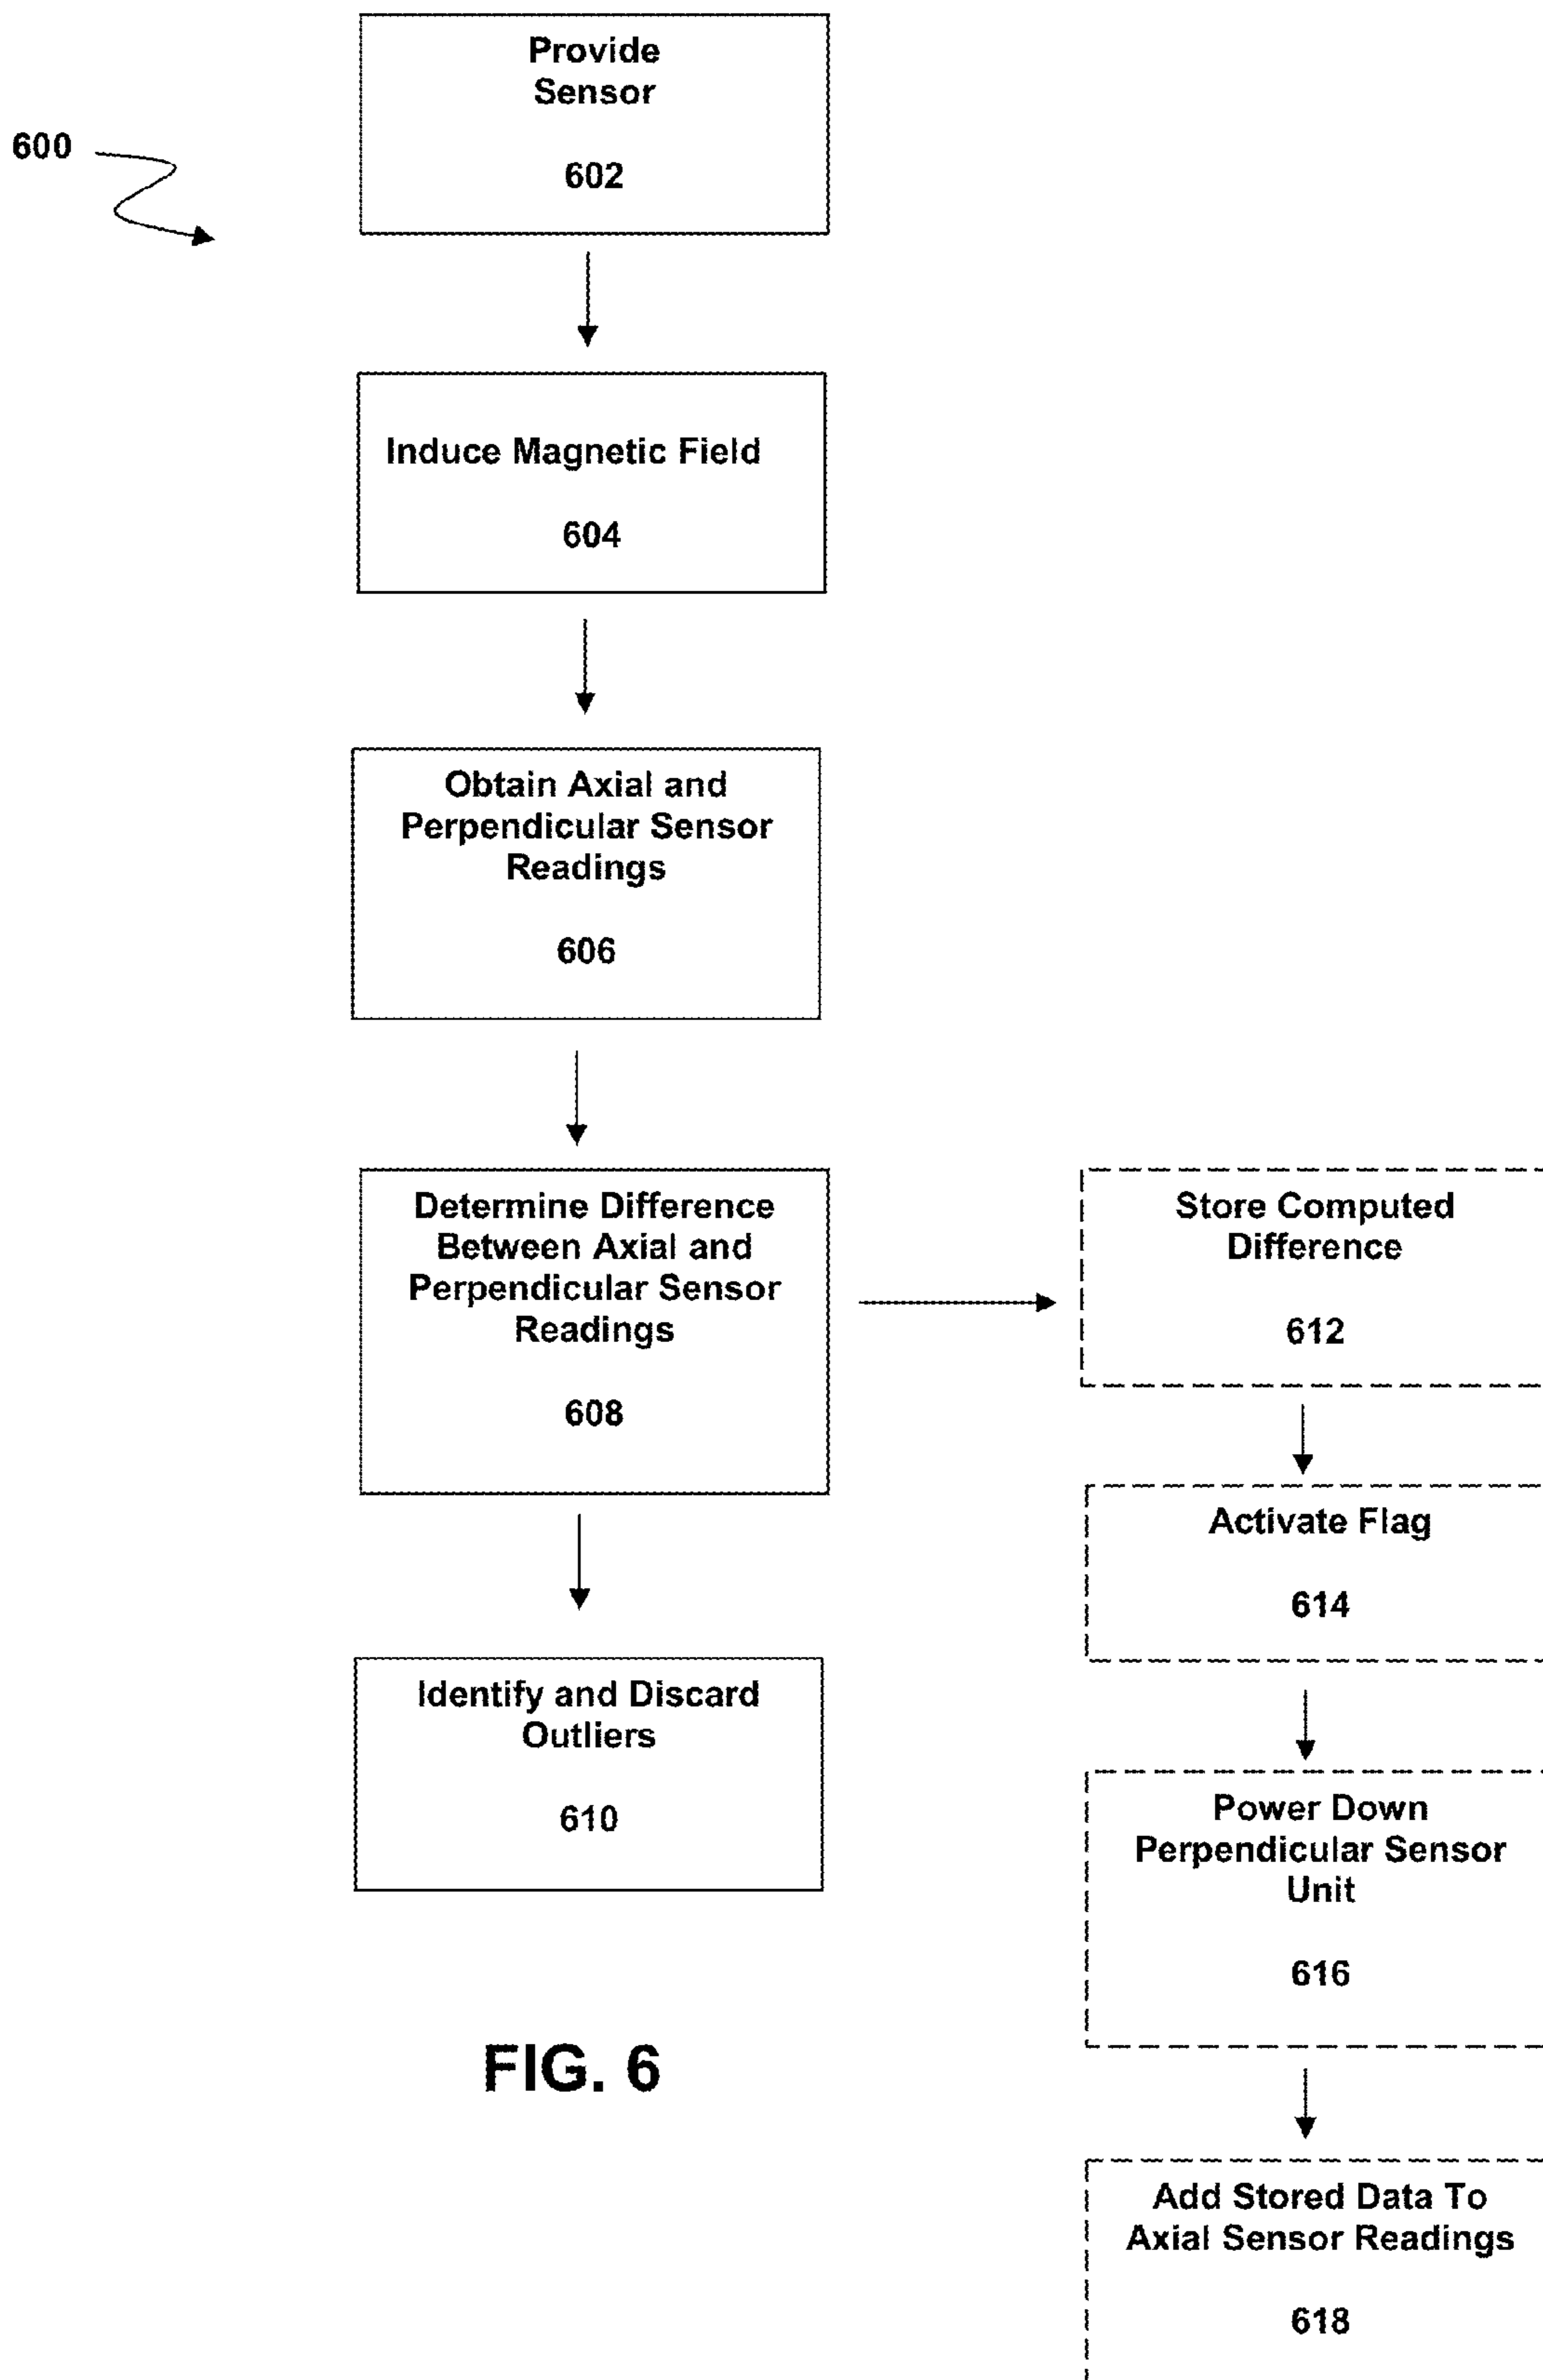 Provide
Sensor
602
600
Induce Magnetic Field
604
Obtain Axial and
Perpendicular Sensor
Readings
606
Determine Difference
Between Axial and
Perpendicular Sensor
Readings
608
Identify and Discard
Outliers
610
Store Computed
Difference
612
Activate Flag
614
Power Down
Perpendicular Sensor
Unit
616
Add Stored Data To
Axial Sensor Readings
618
FIG. 6